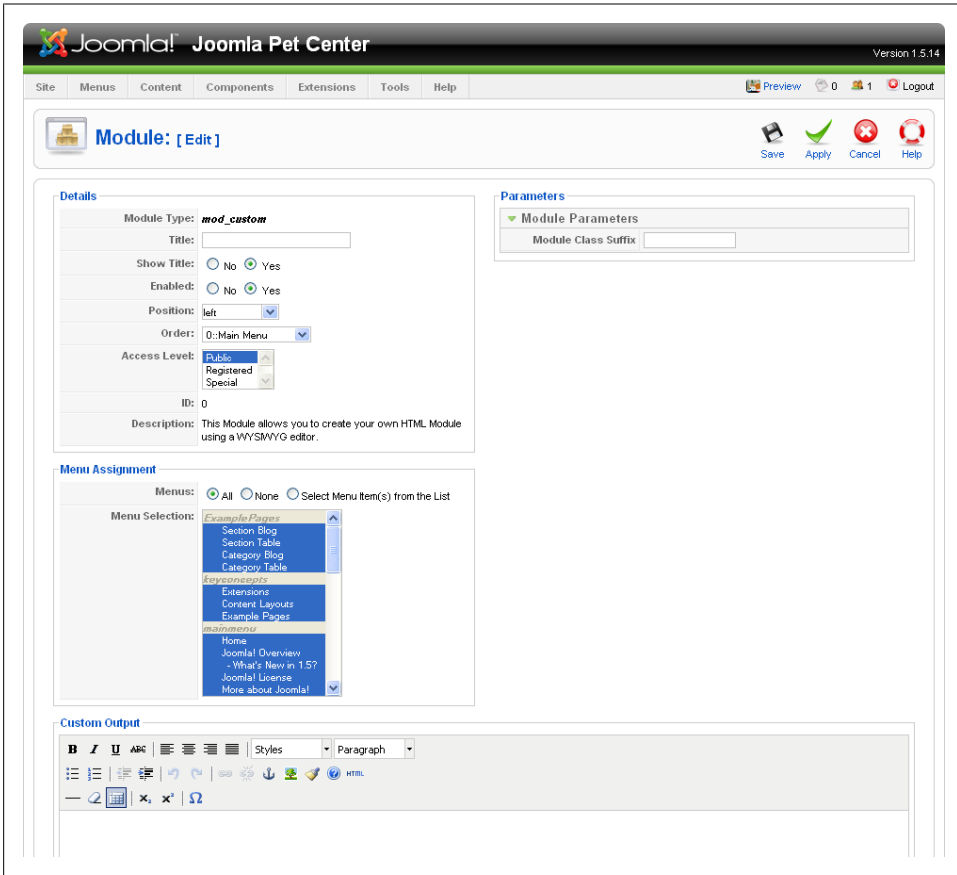 Joomla! Joomla Pet Center
Version 1.5.14
Site Menus Content Components Extensions Tools Help Preview 0 1 Logout
Module: [ Edit ]
Save Apply Cancel Help
Details
Module Type: mod_custom
Title:
Show Title: No Yes
Enabled: No Yes
Position: left
Order: 0::Main Menu
Access Level: Public
Registered
Special
ID: 0
Description: This Module allows you to create your own HTML Module
using a WYSIWYG editor.
Parameters
Module Parameters
Module Class Suffix
Menu Assignment
Menus: All None Select Menu Item(s) from the List
Menu Selection: ExamplePages
Section Blog
Section Table
Category Blog
Category Table
keyconcepts
Extensions
Content Layouts
Example Pages
mainmenu
Home
Joomla! Overview
- What's New in 1.5?
Joomla! License
More about Joomla!
Custom Output
B I U ABC Styles Paragraph
HTML
x₂ x² Ω